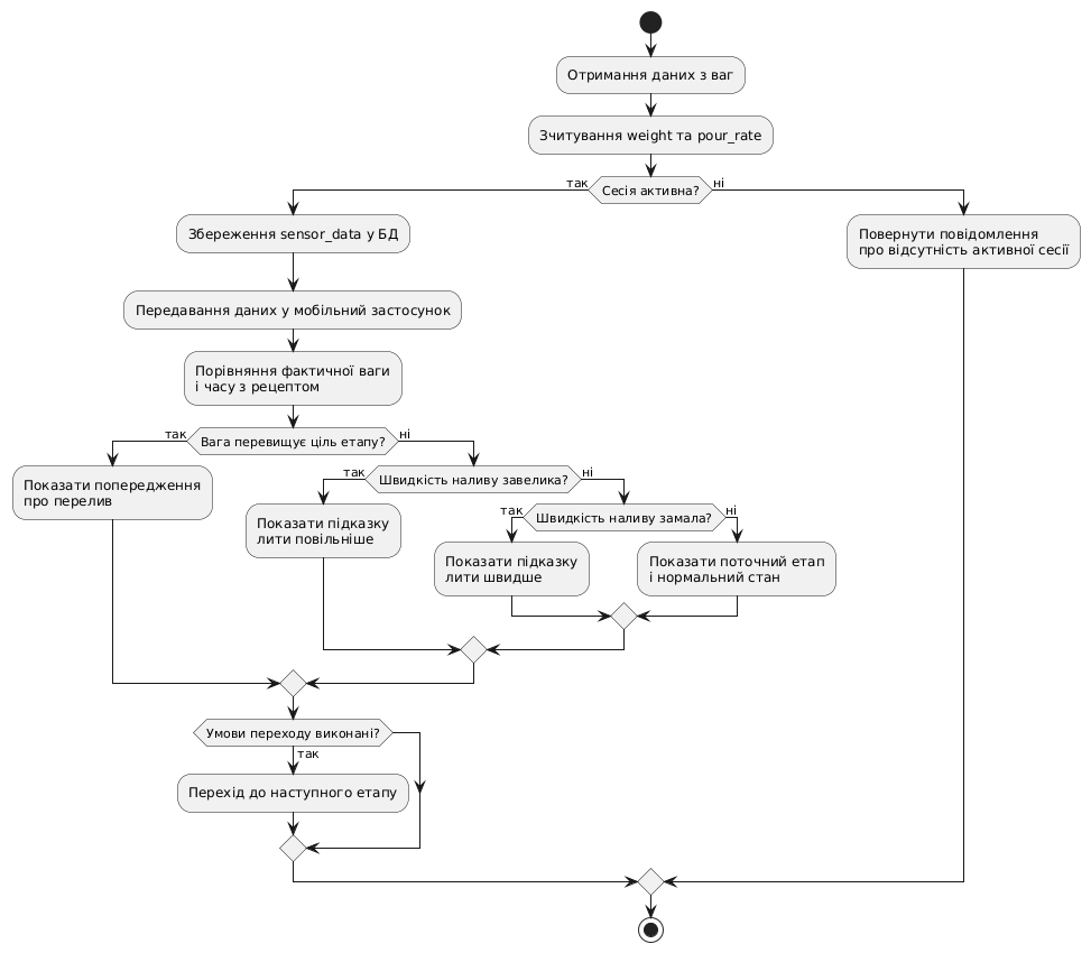 Отримання даних з ваг
Зчитування weight та pour_rate
так
Сесія активна?
ні
Збереження sensor_data у БД
Повернути повідомлення
про відсутність активної сесії
Передавання даних у мобільний застосунок
Порівняння фактичної ваги
і часу з рецептом
так
Вага перевищує ціль етапу?
ні
Показати попередження
про перелив
так
Швидкість наливу завелика?
ні
Показати підказку
лити повільніше
так
Швидкість наливу замала?
ні
Показати підказку
лити швидше
Показати поточний етап
і нормальний стан
Умови переходу виконані?
так
Перехід до наступного етапу